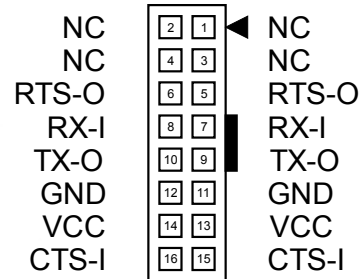 NC 2 1 NC
NC 4 3 NC
RTS-O 6 5 RTS-O
RX-I 8 7 RX-I
TX-O 10 9 TX-O
GND 12 11 GND
VCC 14 13 VCC
CTS-I 16 15 CTS-I